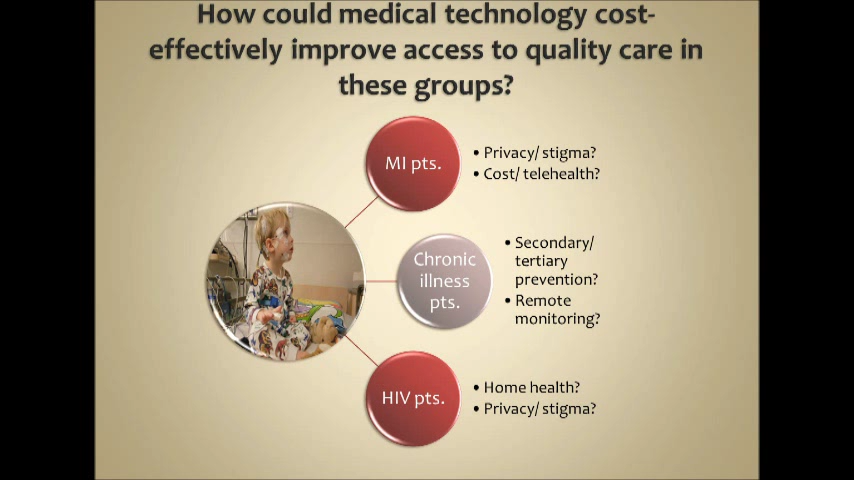 How could medical technology cost-
effectively improve access to quality care in
these groups?
MI pts.
• Privacy/ stigma?
• Cost/ telehealth?
Chronic
illness
pts.
• Secondary/
tertiary
prevention?
• Remote
monitoring?
HIV pts.
• Home health?
• Privacy/ stigma?